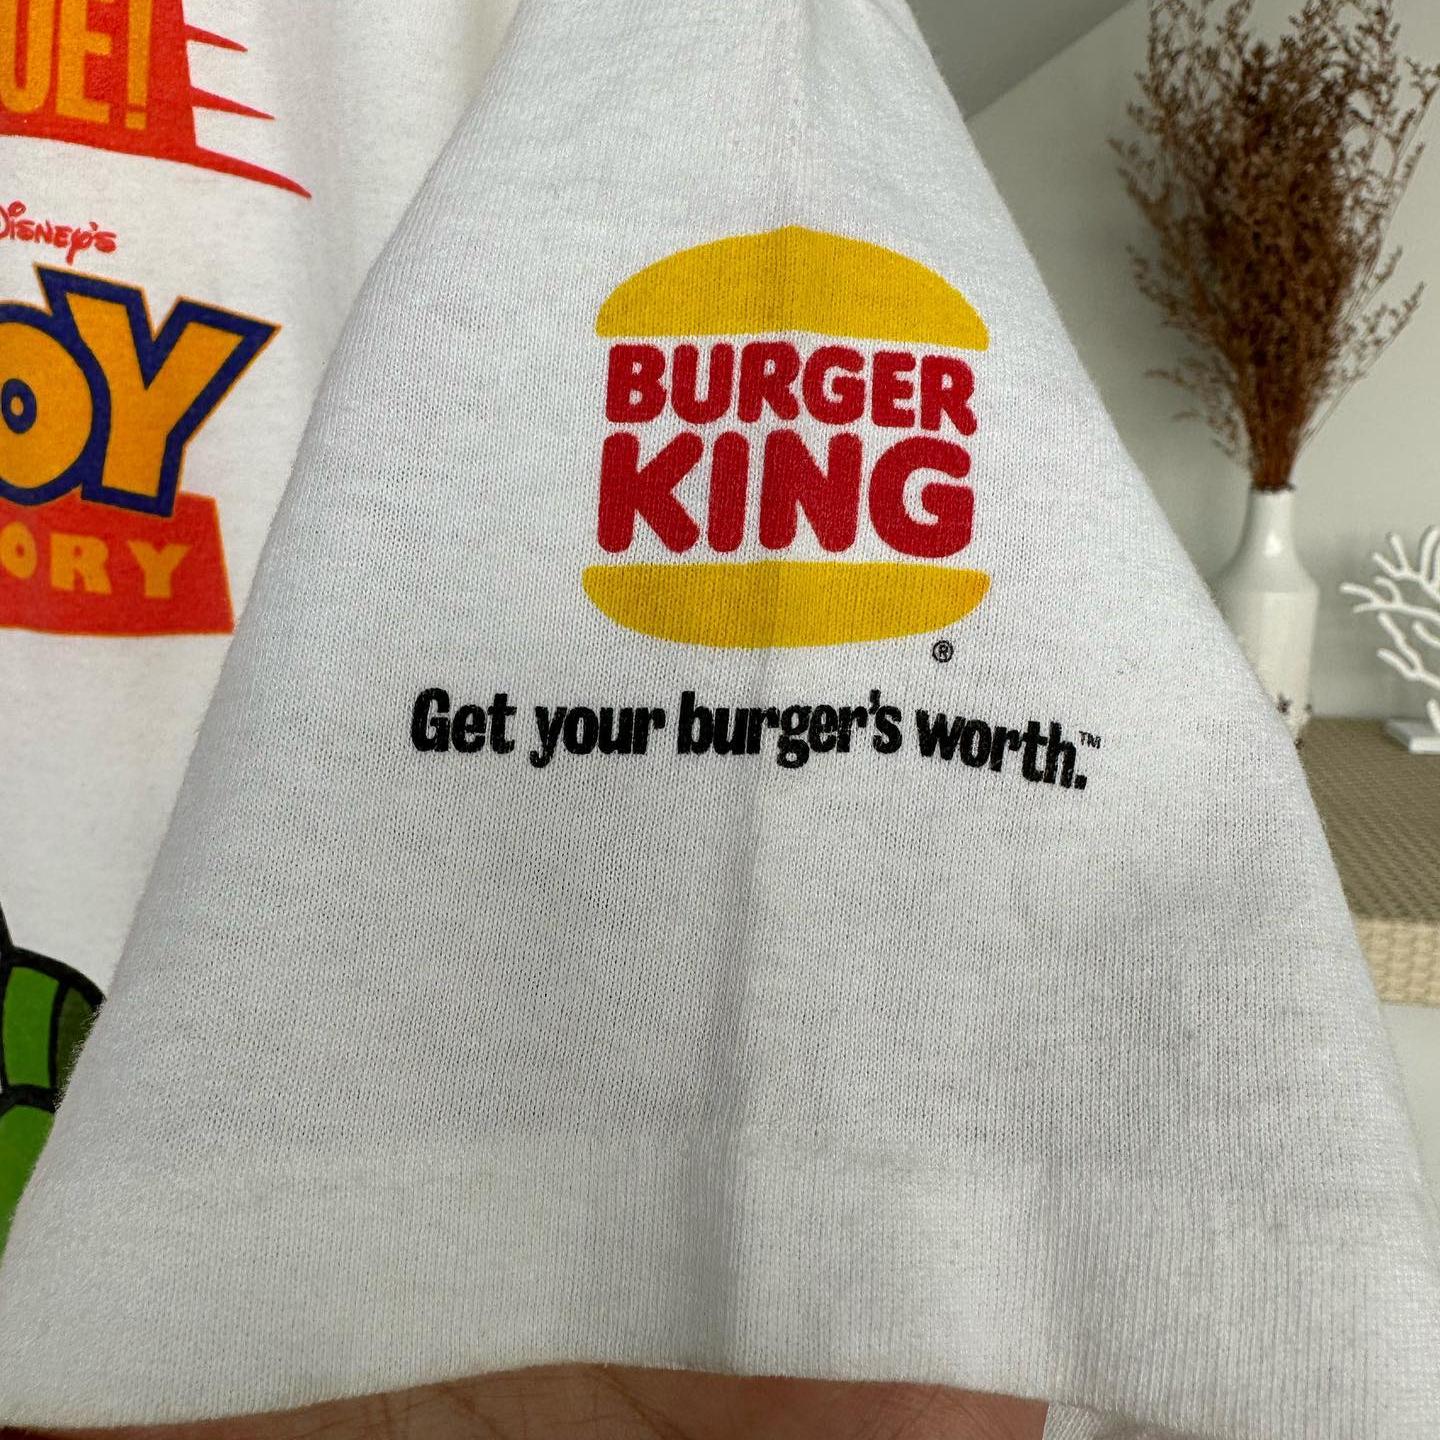 UE!
Disney's
OY
ORY
BURGER
KING
®
Get your burger's worth.™